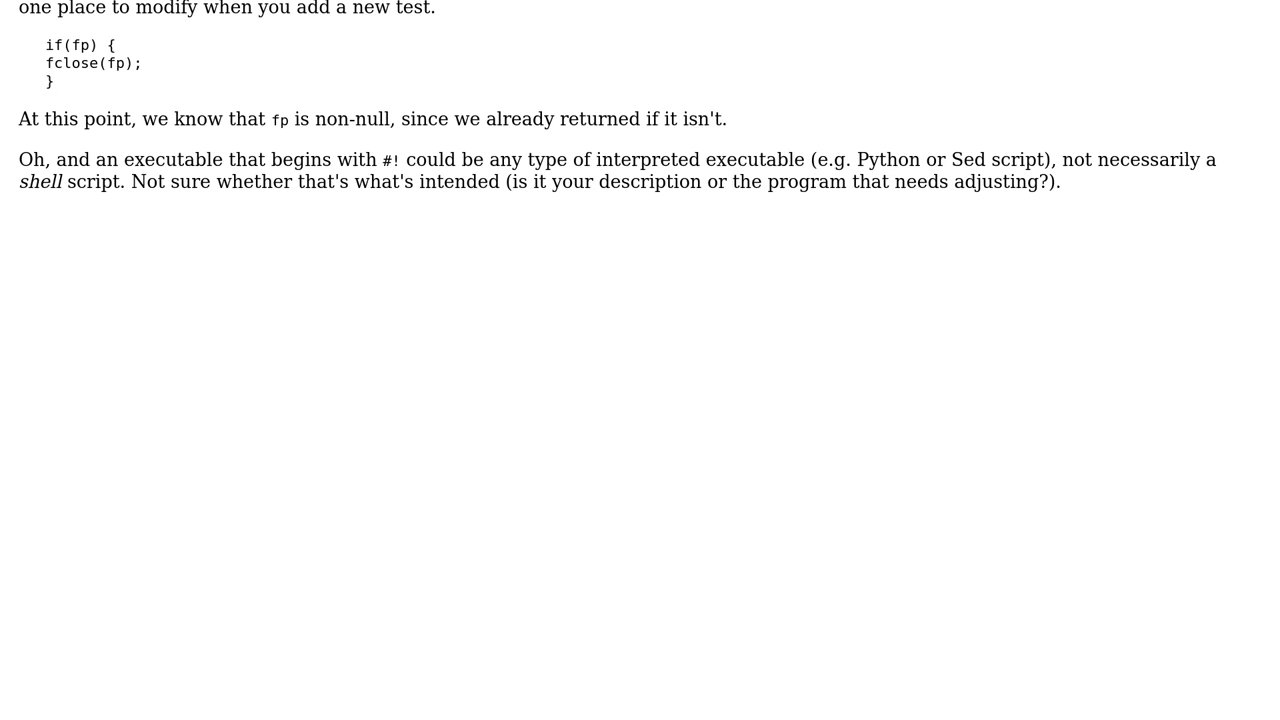 one place to modify when you add a new test.
if(fp) {
fclose(fp);
}
At this point, we know that fp is non-null, since we already returned if it isn't.
Oh, and an executable that begins with #! could be any type of interpreted executable (e.g. Python or Sed script), not necessarily a
shell script. Not sure whether that's what's intended (is it your description or the program that needs adjusting?).